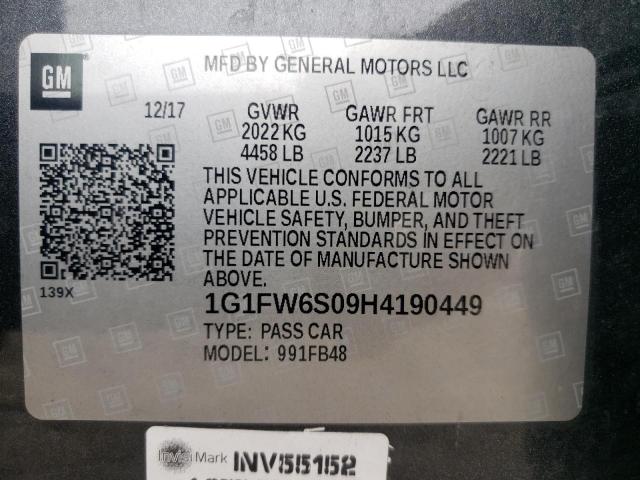 GM
MFD BY GENERAL MOTORS LLC
12/17
GVWR
2022 KG
4458 LB
GAWR FRT
1015 KG
2237 LB
GAWR RR
1007 KG
2221 LB
THIS VEHICLE CONFORMS TO ALL
APPLICABLE U.S. FEDERAL MOTOR
VEHICLE SAFETY, BUMPER, AND THEFT
PREVENTION STANDARDS IN EFFECT ON
THE DATE OF MANUFACTURE SHOWN
ABOVE.
139X
1G1FW6S09H4190449
TYPE: PASS CAR
MODEL: 991FB48
InvisiMark INV55152